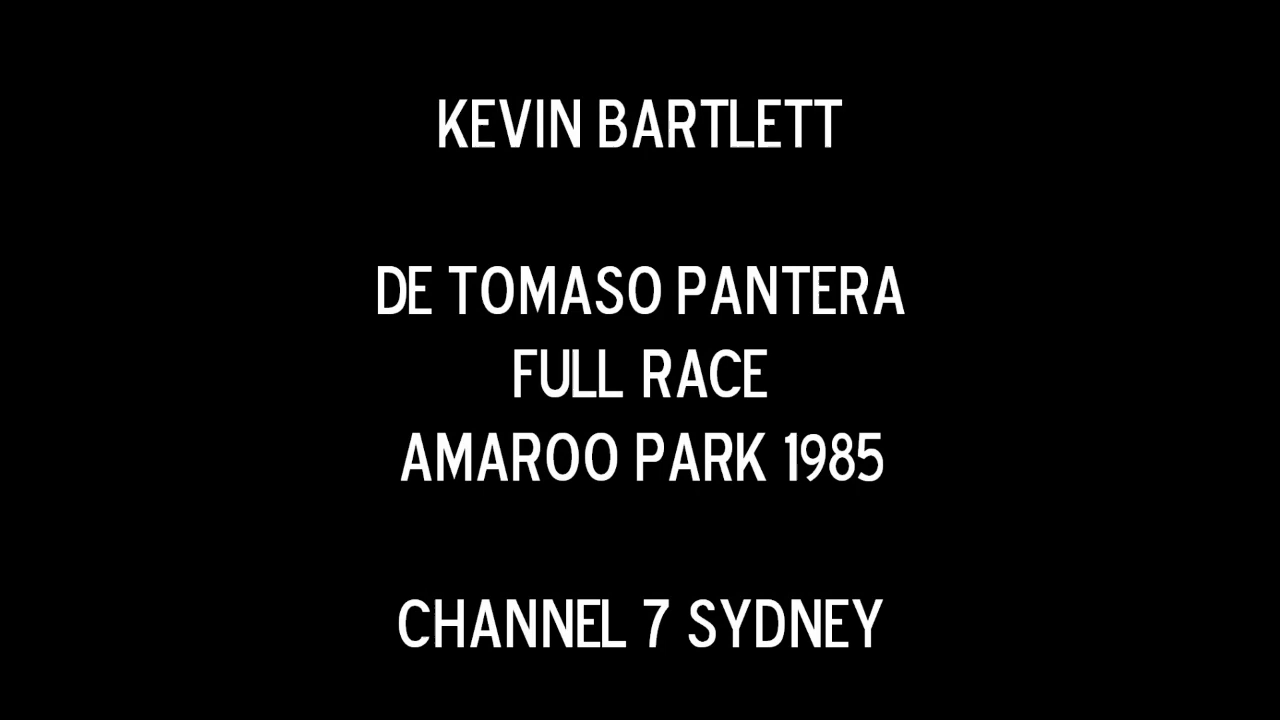 KEVIN BARTLETT
DE TOMASO PANTERA
FULL RACE
AMAROO PARK 1985
CHANNEL 7 SYDNEY